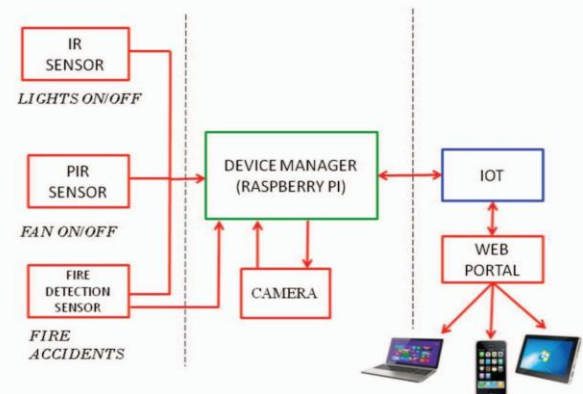 IR
SENSOR
LIGHTS ON/OFF
PIR
SENSOR
FAN ON/OFF
FIRE
DETECTION
SENSOR
FIRE
ACCIDENTS
DEVICE MANAGER
(RASPBERRY PI)
CAMERA
IOT
WEB
PORTAL